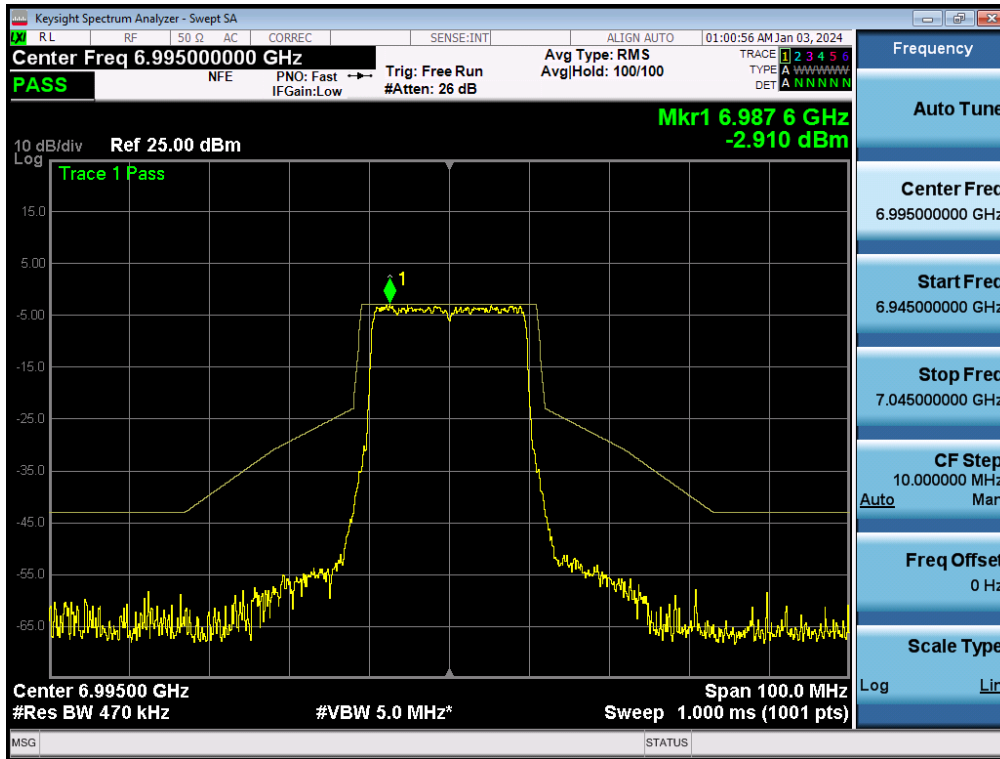 Keysight Spectrum Analyzer - Swept SA
LXI RL RF 50 Ω AC CORREC SENSE:INT ALIGN AUTO 01:00:56 AM Jan 03, 2024
Center Freq 6.995000000 GHz
PASS
NFE
PNO: Fast
IFGain:Low
Trig: Free Run
#Atten: 26 dB
Avg Type: RMS
Avg|Hold: 100/100
TRACE 1 2 3 4 5 6
TYPE A WWWWW
DET A N N N N N
Mkr1 6.987 6 GHz
-2.910 dBm
10 dB/div Ref 25.00 dBm
Log
Trace 1 Pass
15.0
5.00
1
-5.00
-15.0
-25.0
-35.0
-45.0
-55.0
-65.0
Center 6.99500 GHz Span 100.0 MHz
#Res BW 470 kHz #VBW 5.0 MHz* Sweep 1.000 ms (1001 pts)
MSG STATUS
Frequency
Auto Tune
Center Freq
6.995000000 GHz
Start Freq
6.945000000 GHz
Stop Freq
7.045000000 GHz
CF Step
10.000000 MHz
Auto Man
Freq Offset
0 Hz
Scale Type
Log Lin